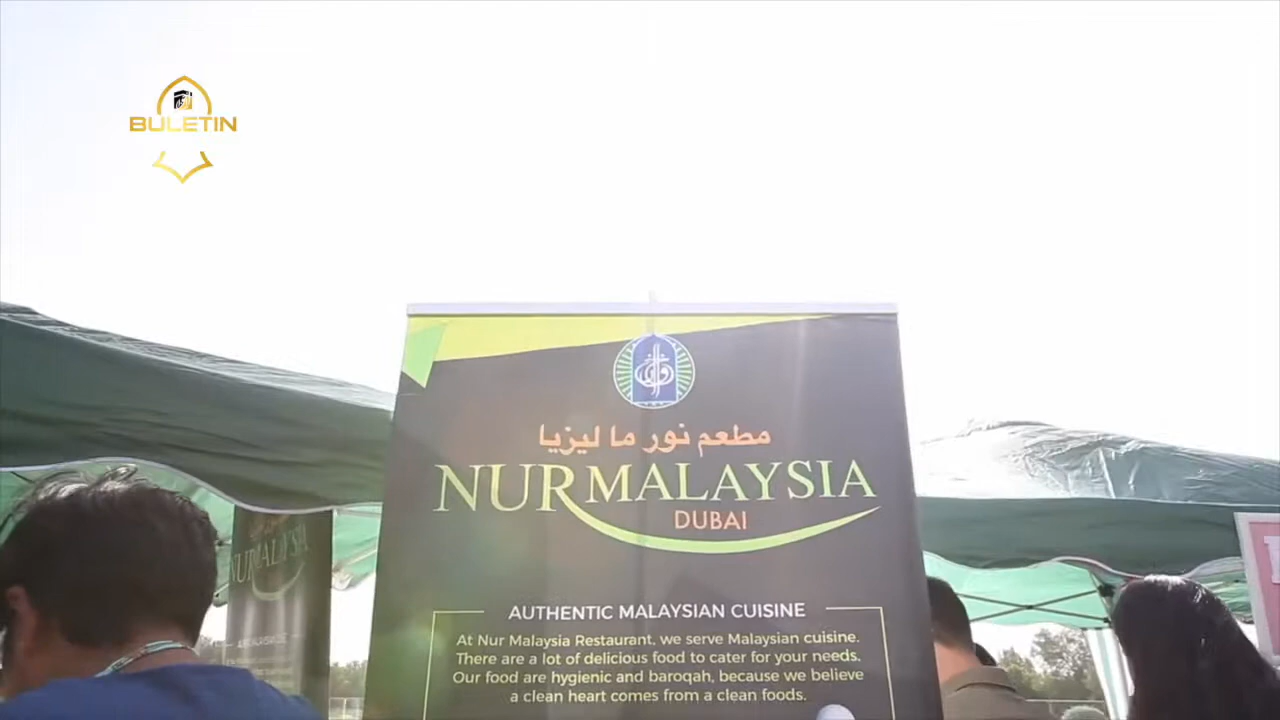 BULETIN
مطعم نور ما ليزيا
NURMALAYSIA
DUBAI
AUTHENTIC MALAYSIAN CUISINE
At Nur Malaysia Restaurant, we serve Malaysian cuisine.
There are a lot of delicious food to cater for your needs.
Our food are hygienic and baroqah, because we believe
a clean heart comes from a clean foods.
NURMALAYSIA